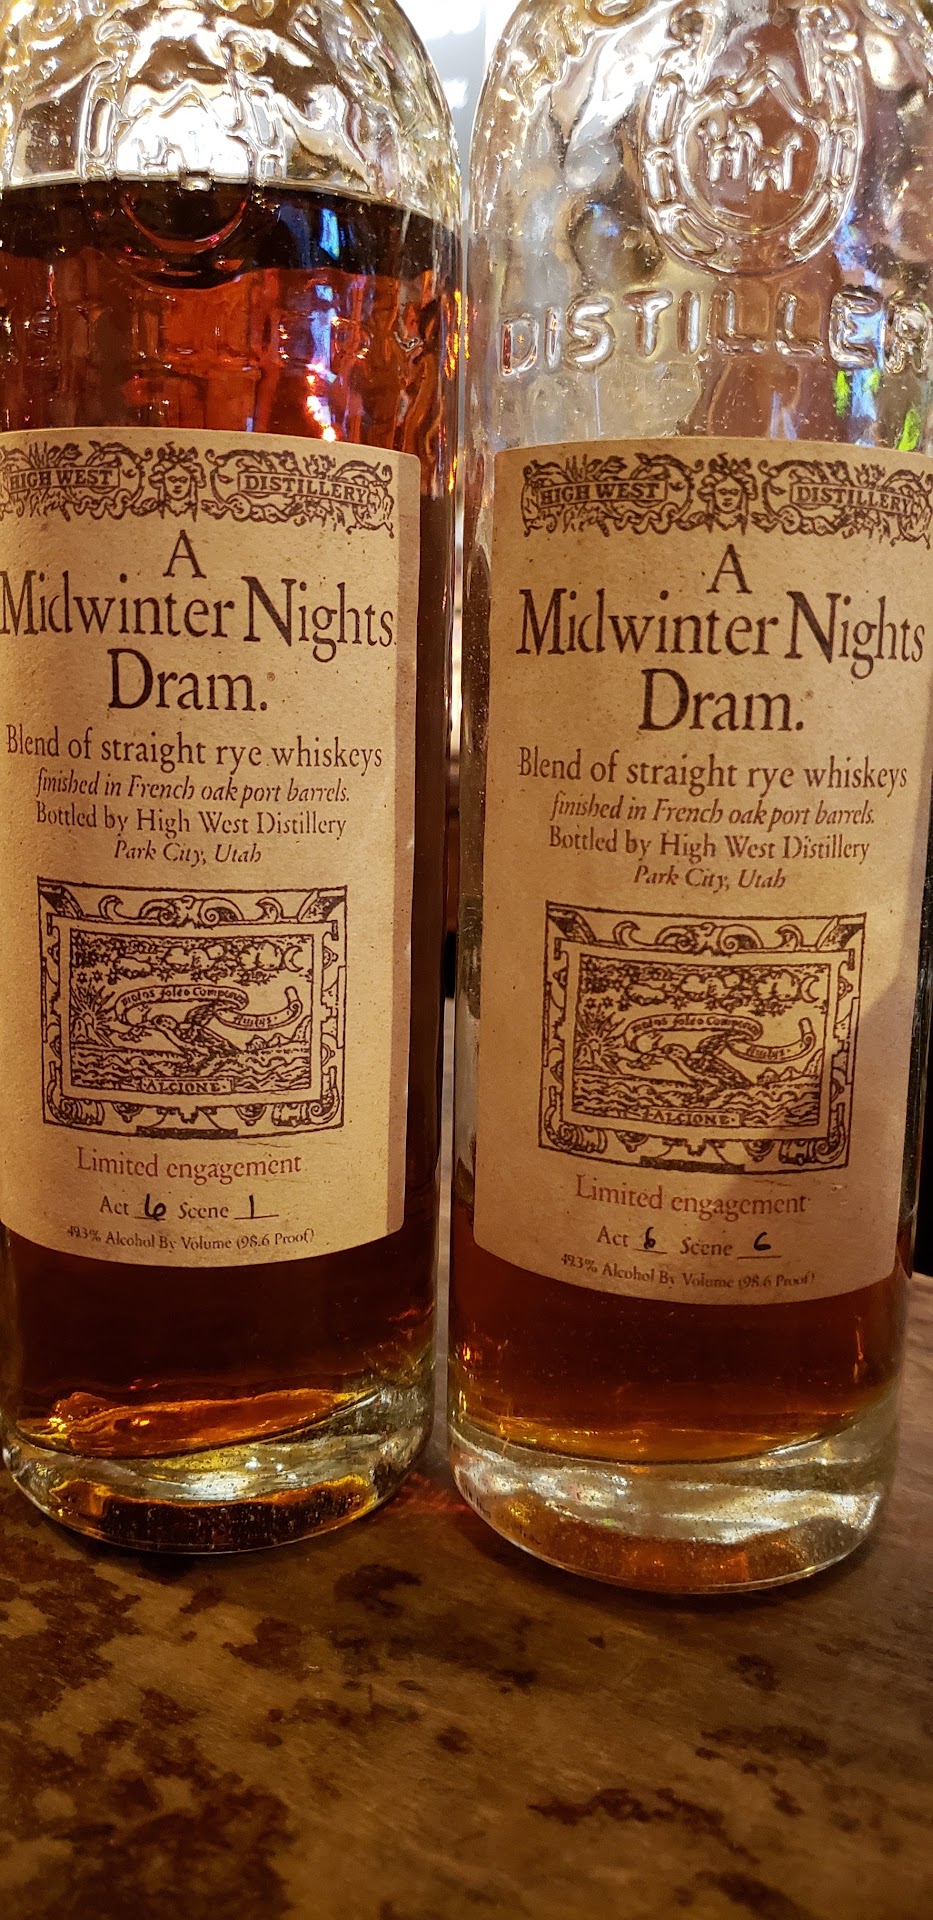 HW
DISTILLER
HIGH WEST DISTILLERY
A
Midwinter Nights
Dram.®
Blend of straight rye whiskeys
finished in French oak port barrels.
Bottled by High West Distillery
Park City, Utah
ALCIONE
Limited engagement
Act 6 Scene 1
49.3% Alcohol By Volume (98.6 Proof)
HIGH WEST DISTILLERY
A
Midwinter Nights
Dram.®
Blend of straight rye whiskeys
finished in French oak port barrels.
Bottled by High West Distillery
Park City, Utah
ALCIONE
Limited engagement
Act 6 Scene 6
49.3% Alcohol By Volume (98.6 Proof)